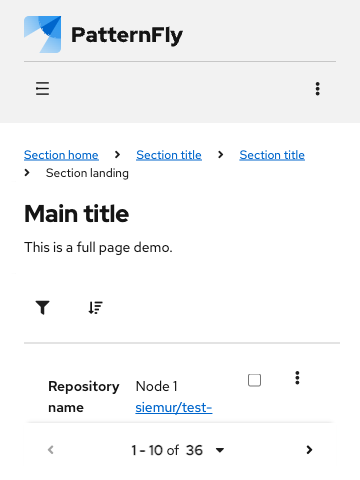 PatternFly
Section home Section title Section title
Section landing
Main title
This is a full page demo.
Repository name Node 1
siemur/test-
1 - 10 of 36